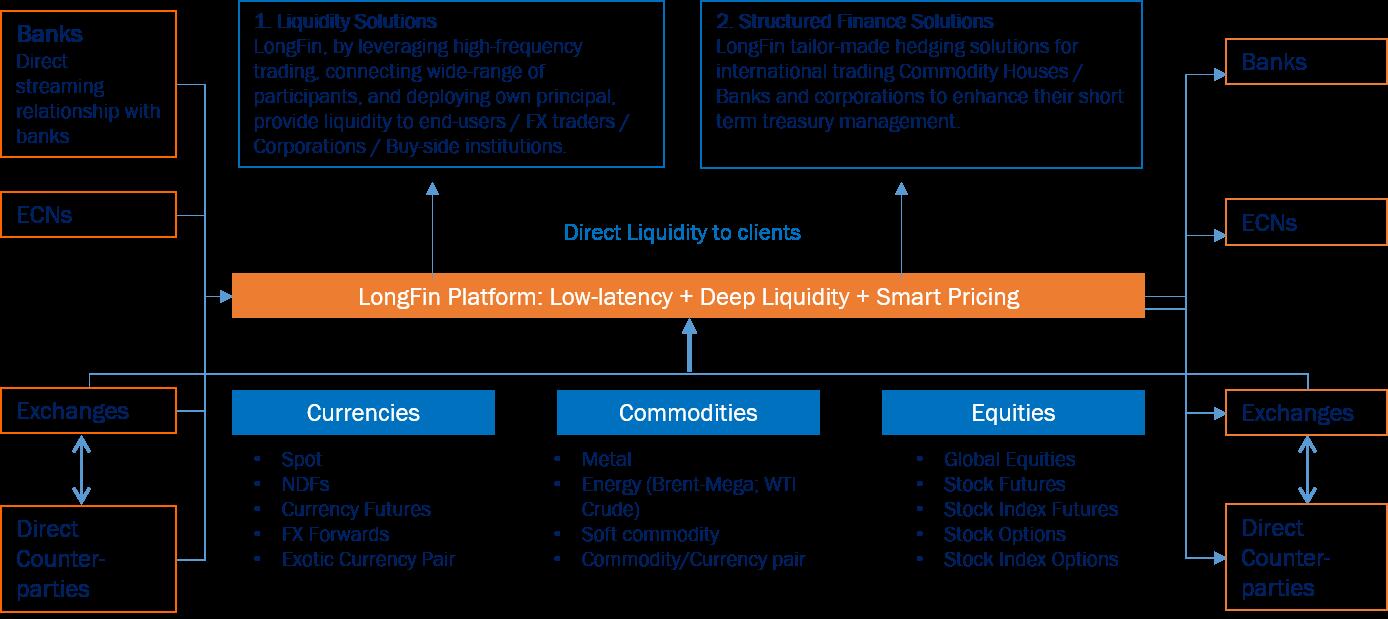 Banks
Direct
streaming
relationship with
banks
ECNs
Exchanges
Direct
Counter-
parties
1. Liquidity Solutions
LongFin, by leveraging high-frequency
trading, connecting wide-range of
participants, and deploying own principal,
provide liquidity to end-users / FX traders /
Corporations / Buy-side institutions.
2. Structured Finance Solutions
LongFin tailor-made hedging solutions for
international trading Commodity Houses /
Banks and corporations to enhance their short
term treasury management.
Direct Liquidity to clients
LongFin Platform: Low-latency + Deep Liquidity + Smart Pricing
Currencies
• Spot
• NDFs
• Currency Futures
• FX Forwards
• Exotic Currency Pair
Commodities
• Metal
• Energy (Brent-Mega; WTI
Crude)
• Soft commodity
• Commodity/Currency pair
Equities
• Global Equities
• Stock Futures
• Stock Index Futures
• Stock Options
• Stock Index Options
Banks
ECNs
Exchanges
Direct
Counter-
parties